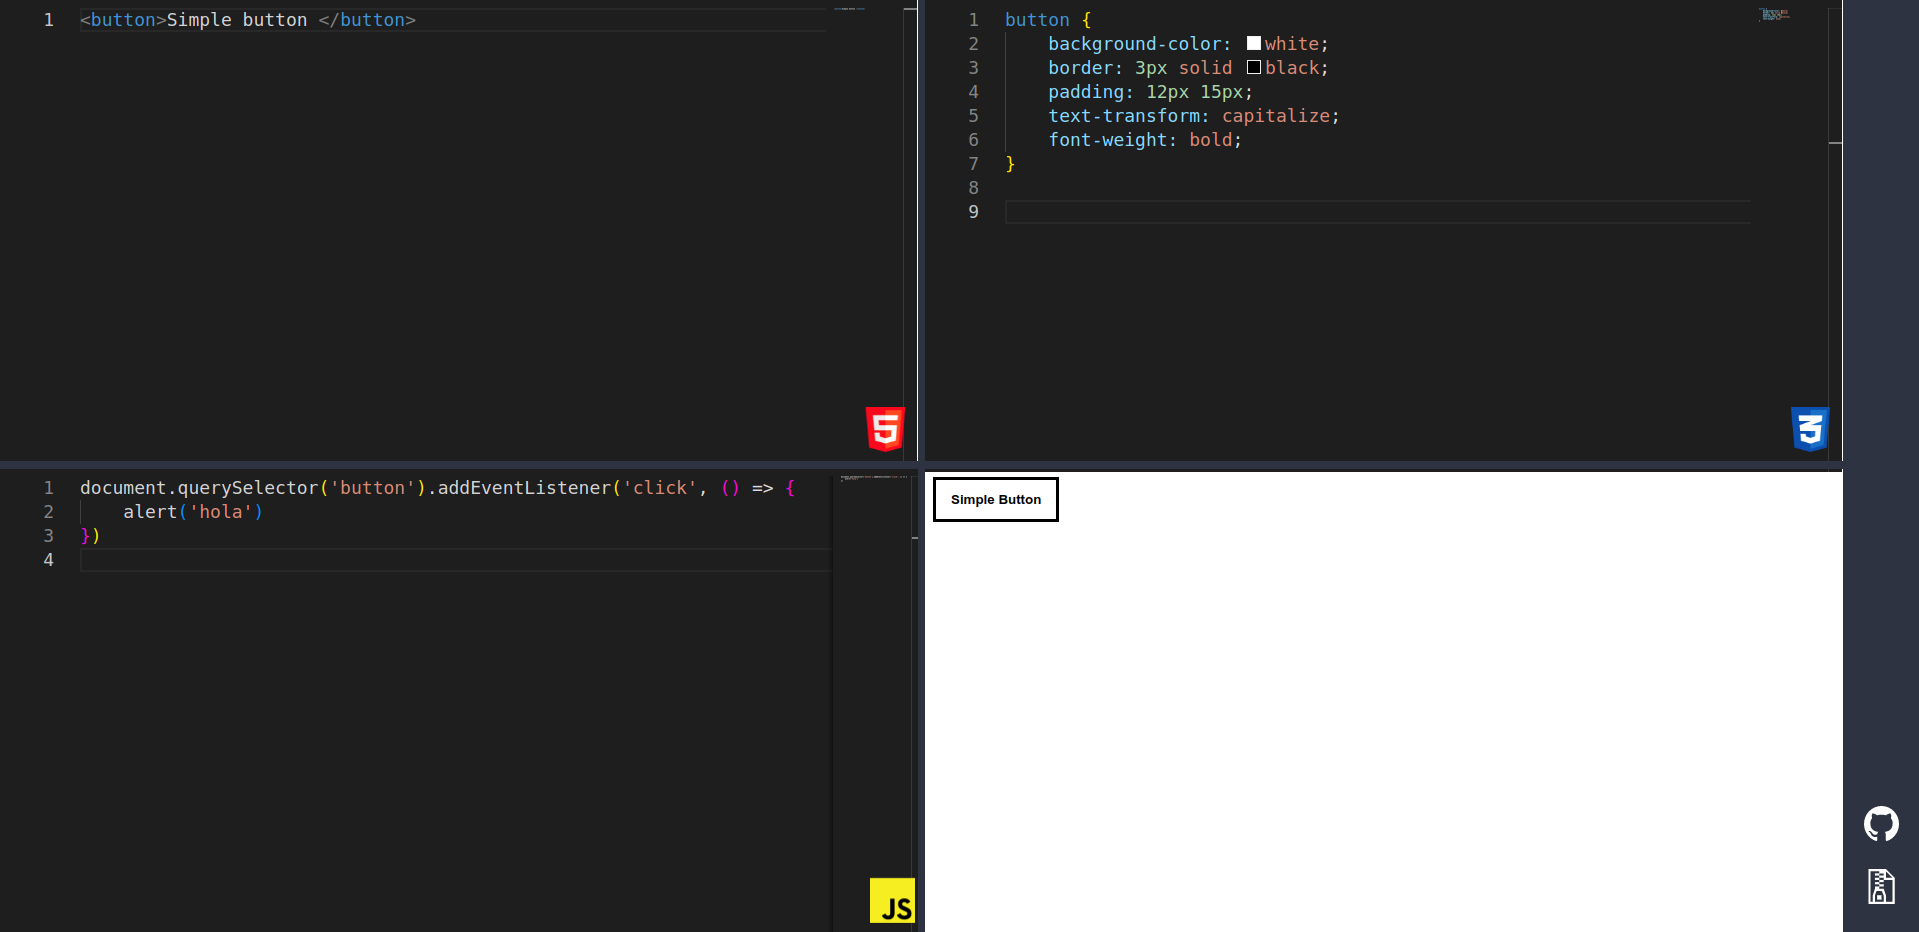 1 <button>Simple button </button>
1 button {
2     background-color: white;
3     border: 3px solid black;
4     padding: 12px 15px;
5     text-transform: capitalize;
6     font-weight: bold;
7 }
8
9
5
3
1 document.querySelector('button').addEventListener('click', () => {
2     alert('hola')
3 })
4
JS
Simple Button